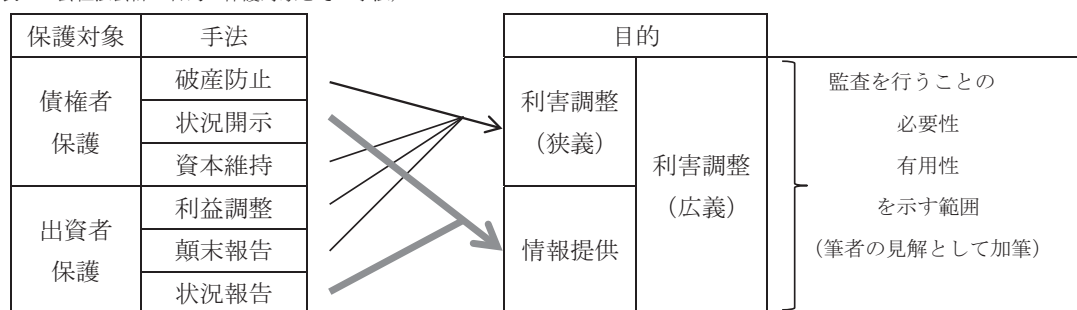 保護対象 手法 目的
債権者
保護
破産防止
状況開示
資本維持
出資者
保護
利益調整
顛末報告
状況報告
利害調整
(狭義)
情報提供
利害調整
(広義)
監査を行うことの
必要性
有用性
を示す範囲
(筆者の見解として加筆)